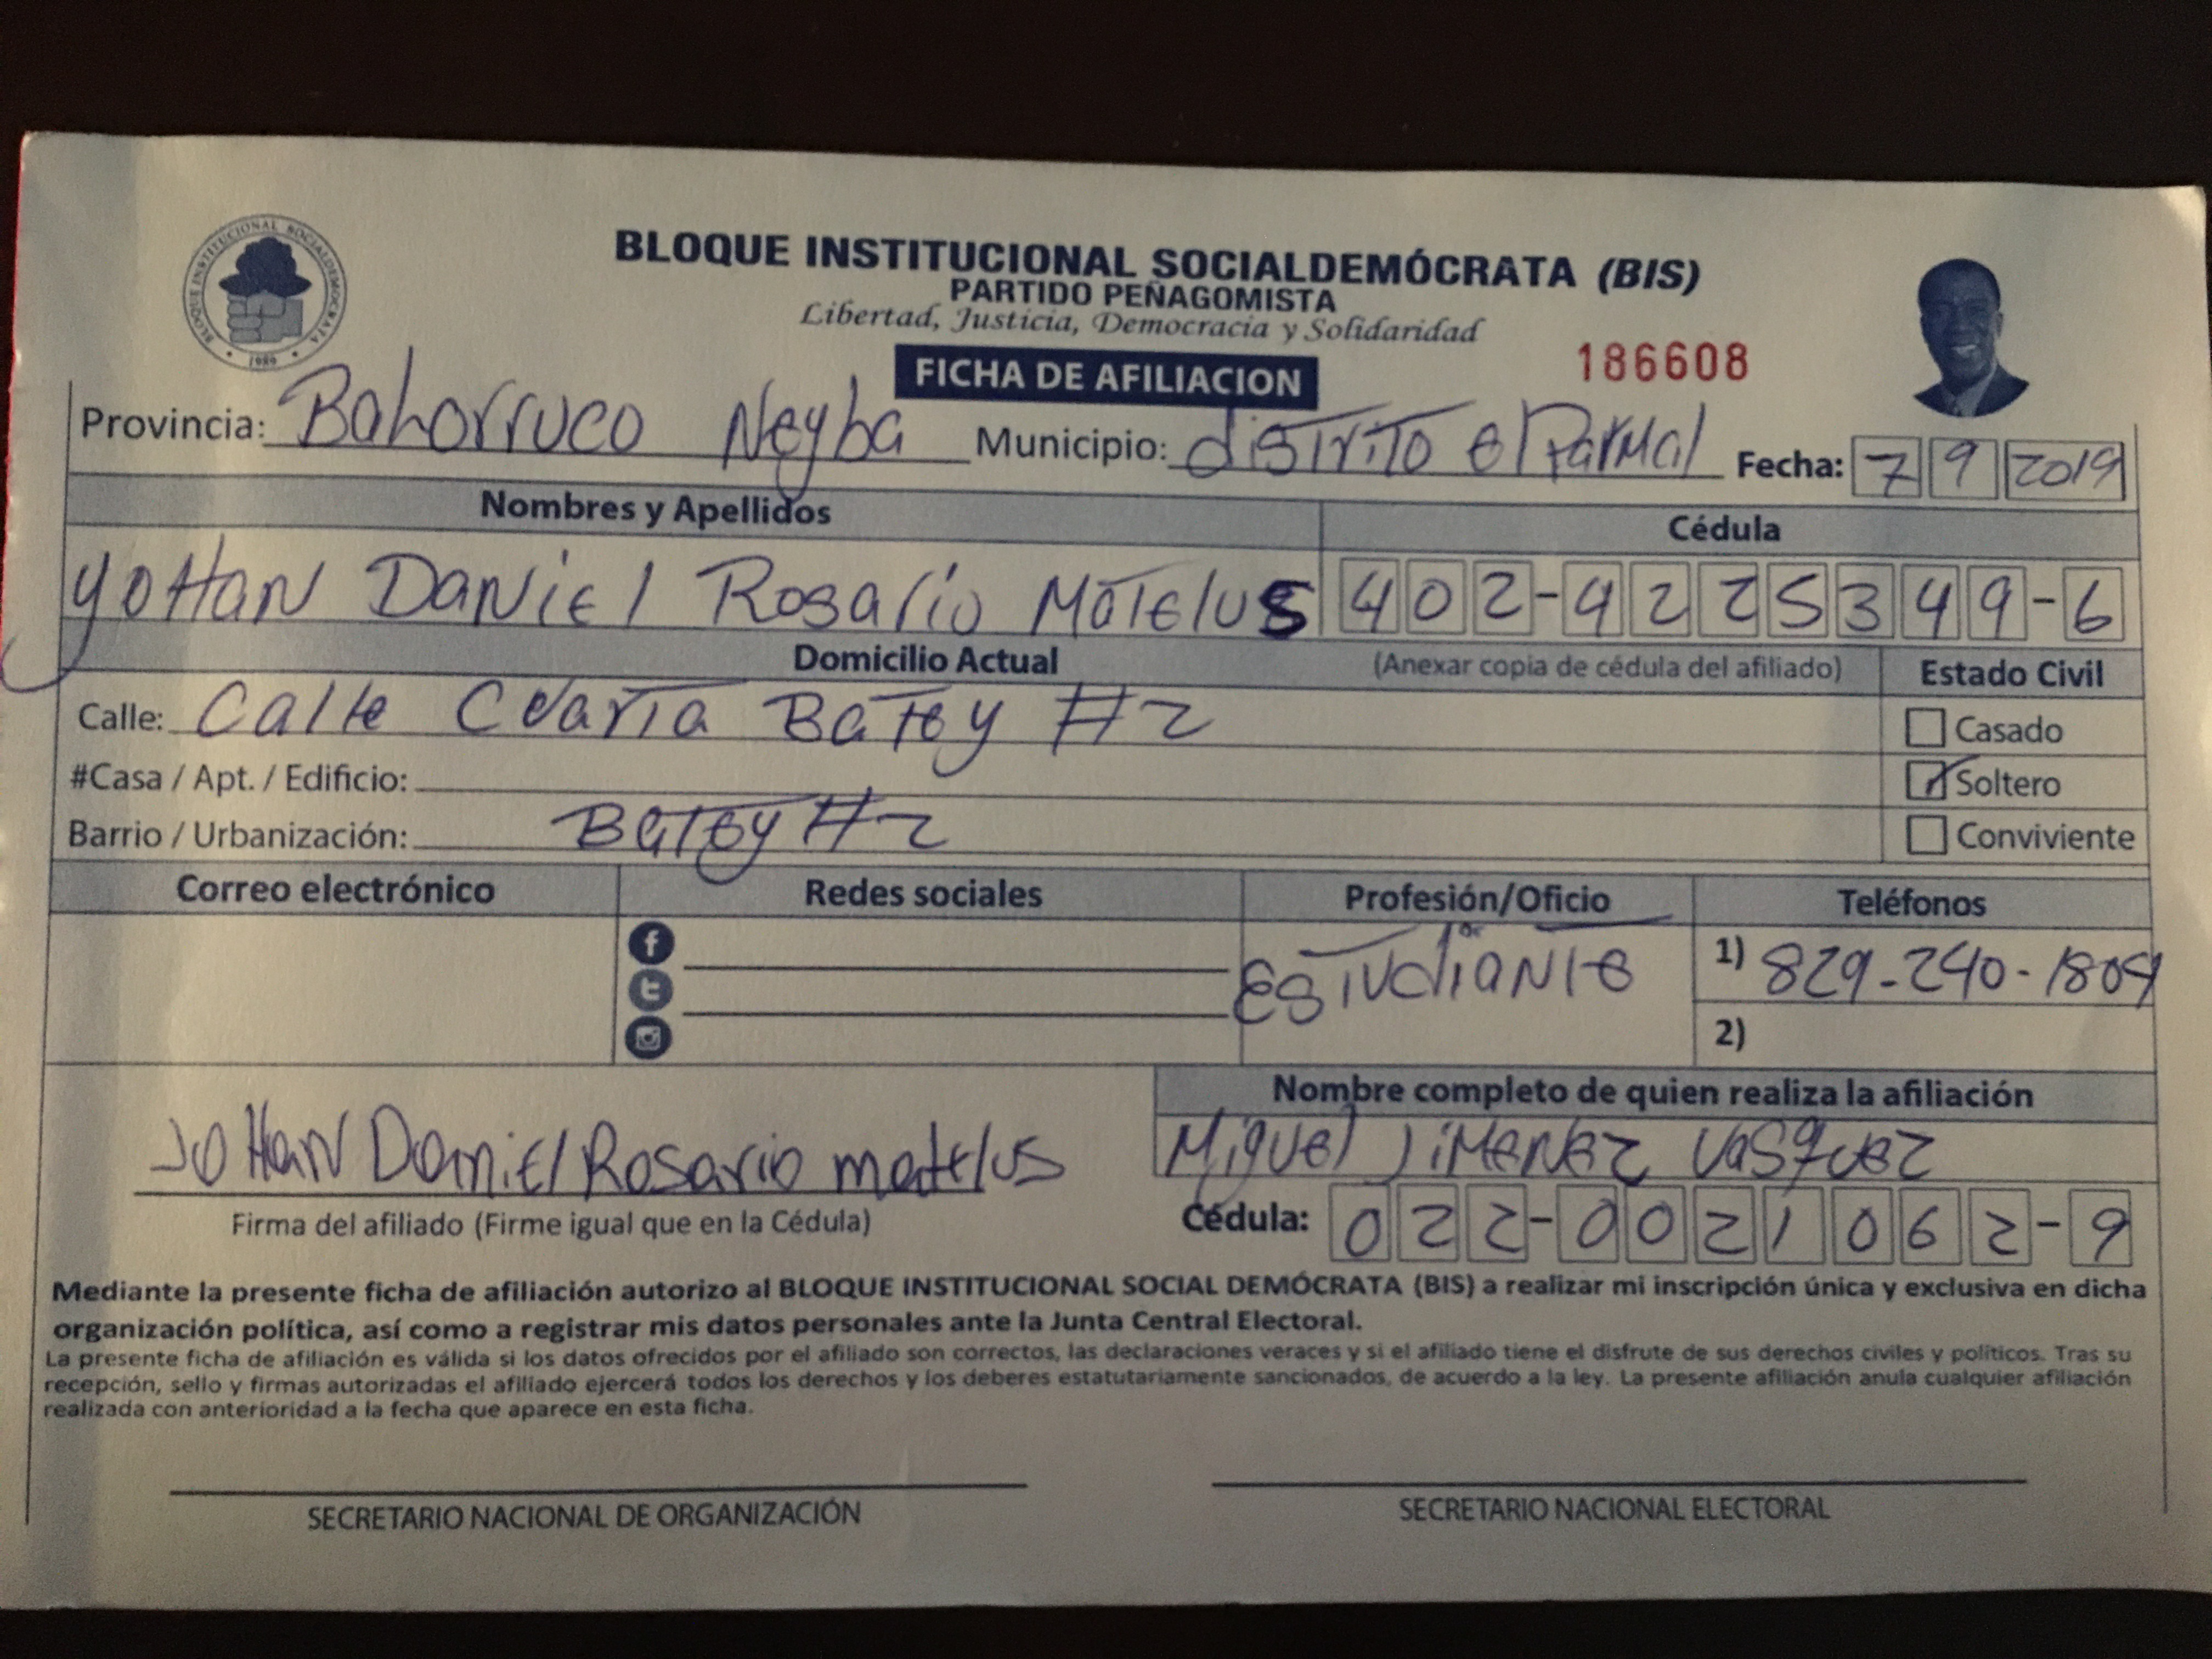 BLOQUE INSTITUCIONAL SOCIALDEMÓCRATA
1989
BLOQUE INSTITUCIONAL SOCIALDEMÓCRATA (BIS)
PARTIDO PEÑAGOMISTA
Libertad, Justicia, Democracia y Solidaridad
FICHA DE AFILIACION
186608
Provincia: Bahorruco Neyba Municipio: distrito el Parmal Fecha: 7 9 2019
Nombres y Apellidos Cédula
Yohan Daniel Rosario Matelus 402-4225349-6
Domicilio Actual (Anexar copia de cédula del afiliado) Estado Civil
Calle: Calle Cuarta Batey #2 Casado
#Casa / Apt. / Edificio: Soltero
Barrio / Urbanización: Batey #2 Conviviente
Correo electrónico Redes sociales Profesión/Oficio Teléfonos
Estudiante 1) 829-240-1809
2)
Nombre completo de quien realiza la afiliación
Johan Daniel Rosario matelus Miguel Jimenez Vasquez
Firma del afiliado (Firme igual que en la Cédula) Cédula: 022-0021062-9
Mediante la presente ficha de afiliación autorizo al BLOQUE INSTITUCIONAL SOCIAL DEMÓCRATA (BIS) a realizar mi inscripción única y exclusiva en dicha
organización política, así como a registrar mis datos personales ante la Junta Central Electoral.
La presente ficha de afiliación es válida si los datos ofrecidos por el afiliado son correctos, las declaraciones veraces y si el afiliado tiene el disfrute de sus derechos civiles y políticos. Tras su
recepción, sello y firmas autorizadas el afiliado ejercerá todos los derechos y los deberes estatutariamente sancionados, de acuerdo a la ley. La presente afiliación anula cualquier afiliación
realizada con anterioridad a la fecha que aparece en esta ficha.
SECRETARIO NACIONAL DE ORGANIZACIÓN SECRETARIO NACIONAL ELECTORAL